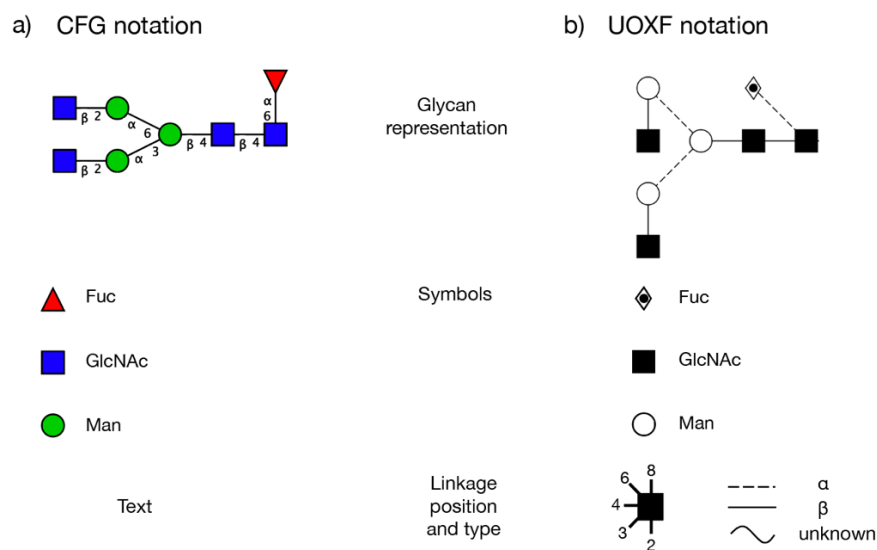 a) CFG notation
b) UOXF notation
α
6
β 2 α 6
β 4 β 4
3
β 2 α
Glycan
representation
Fuc
Symbols
Fuc
GlcNAc
GlcNAc
Man
Man
Text
Linkage
position
and type
8
6
4
3
2
α
β
unknown